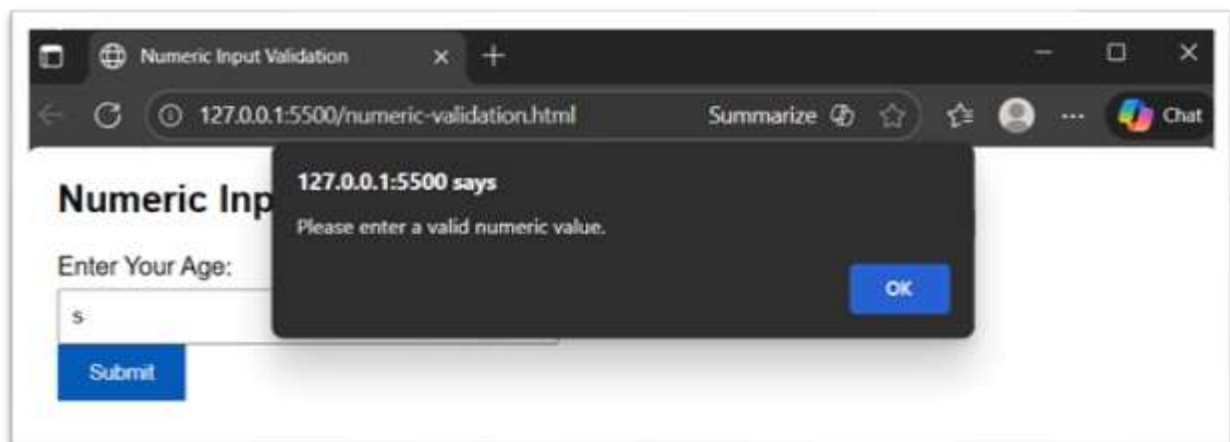 Numeric Input Validation
127.0.0.1:5500/numeric-validation.html Summarize Chat
127.0.0.1:5500 says
Please enter a valid numeric value.
OK
Numeric Inp
Enter Your Age:
s
Submit